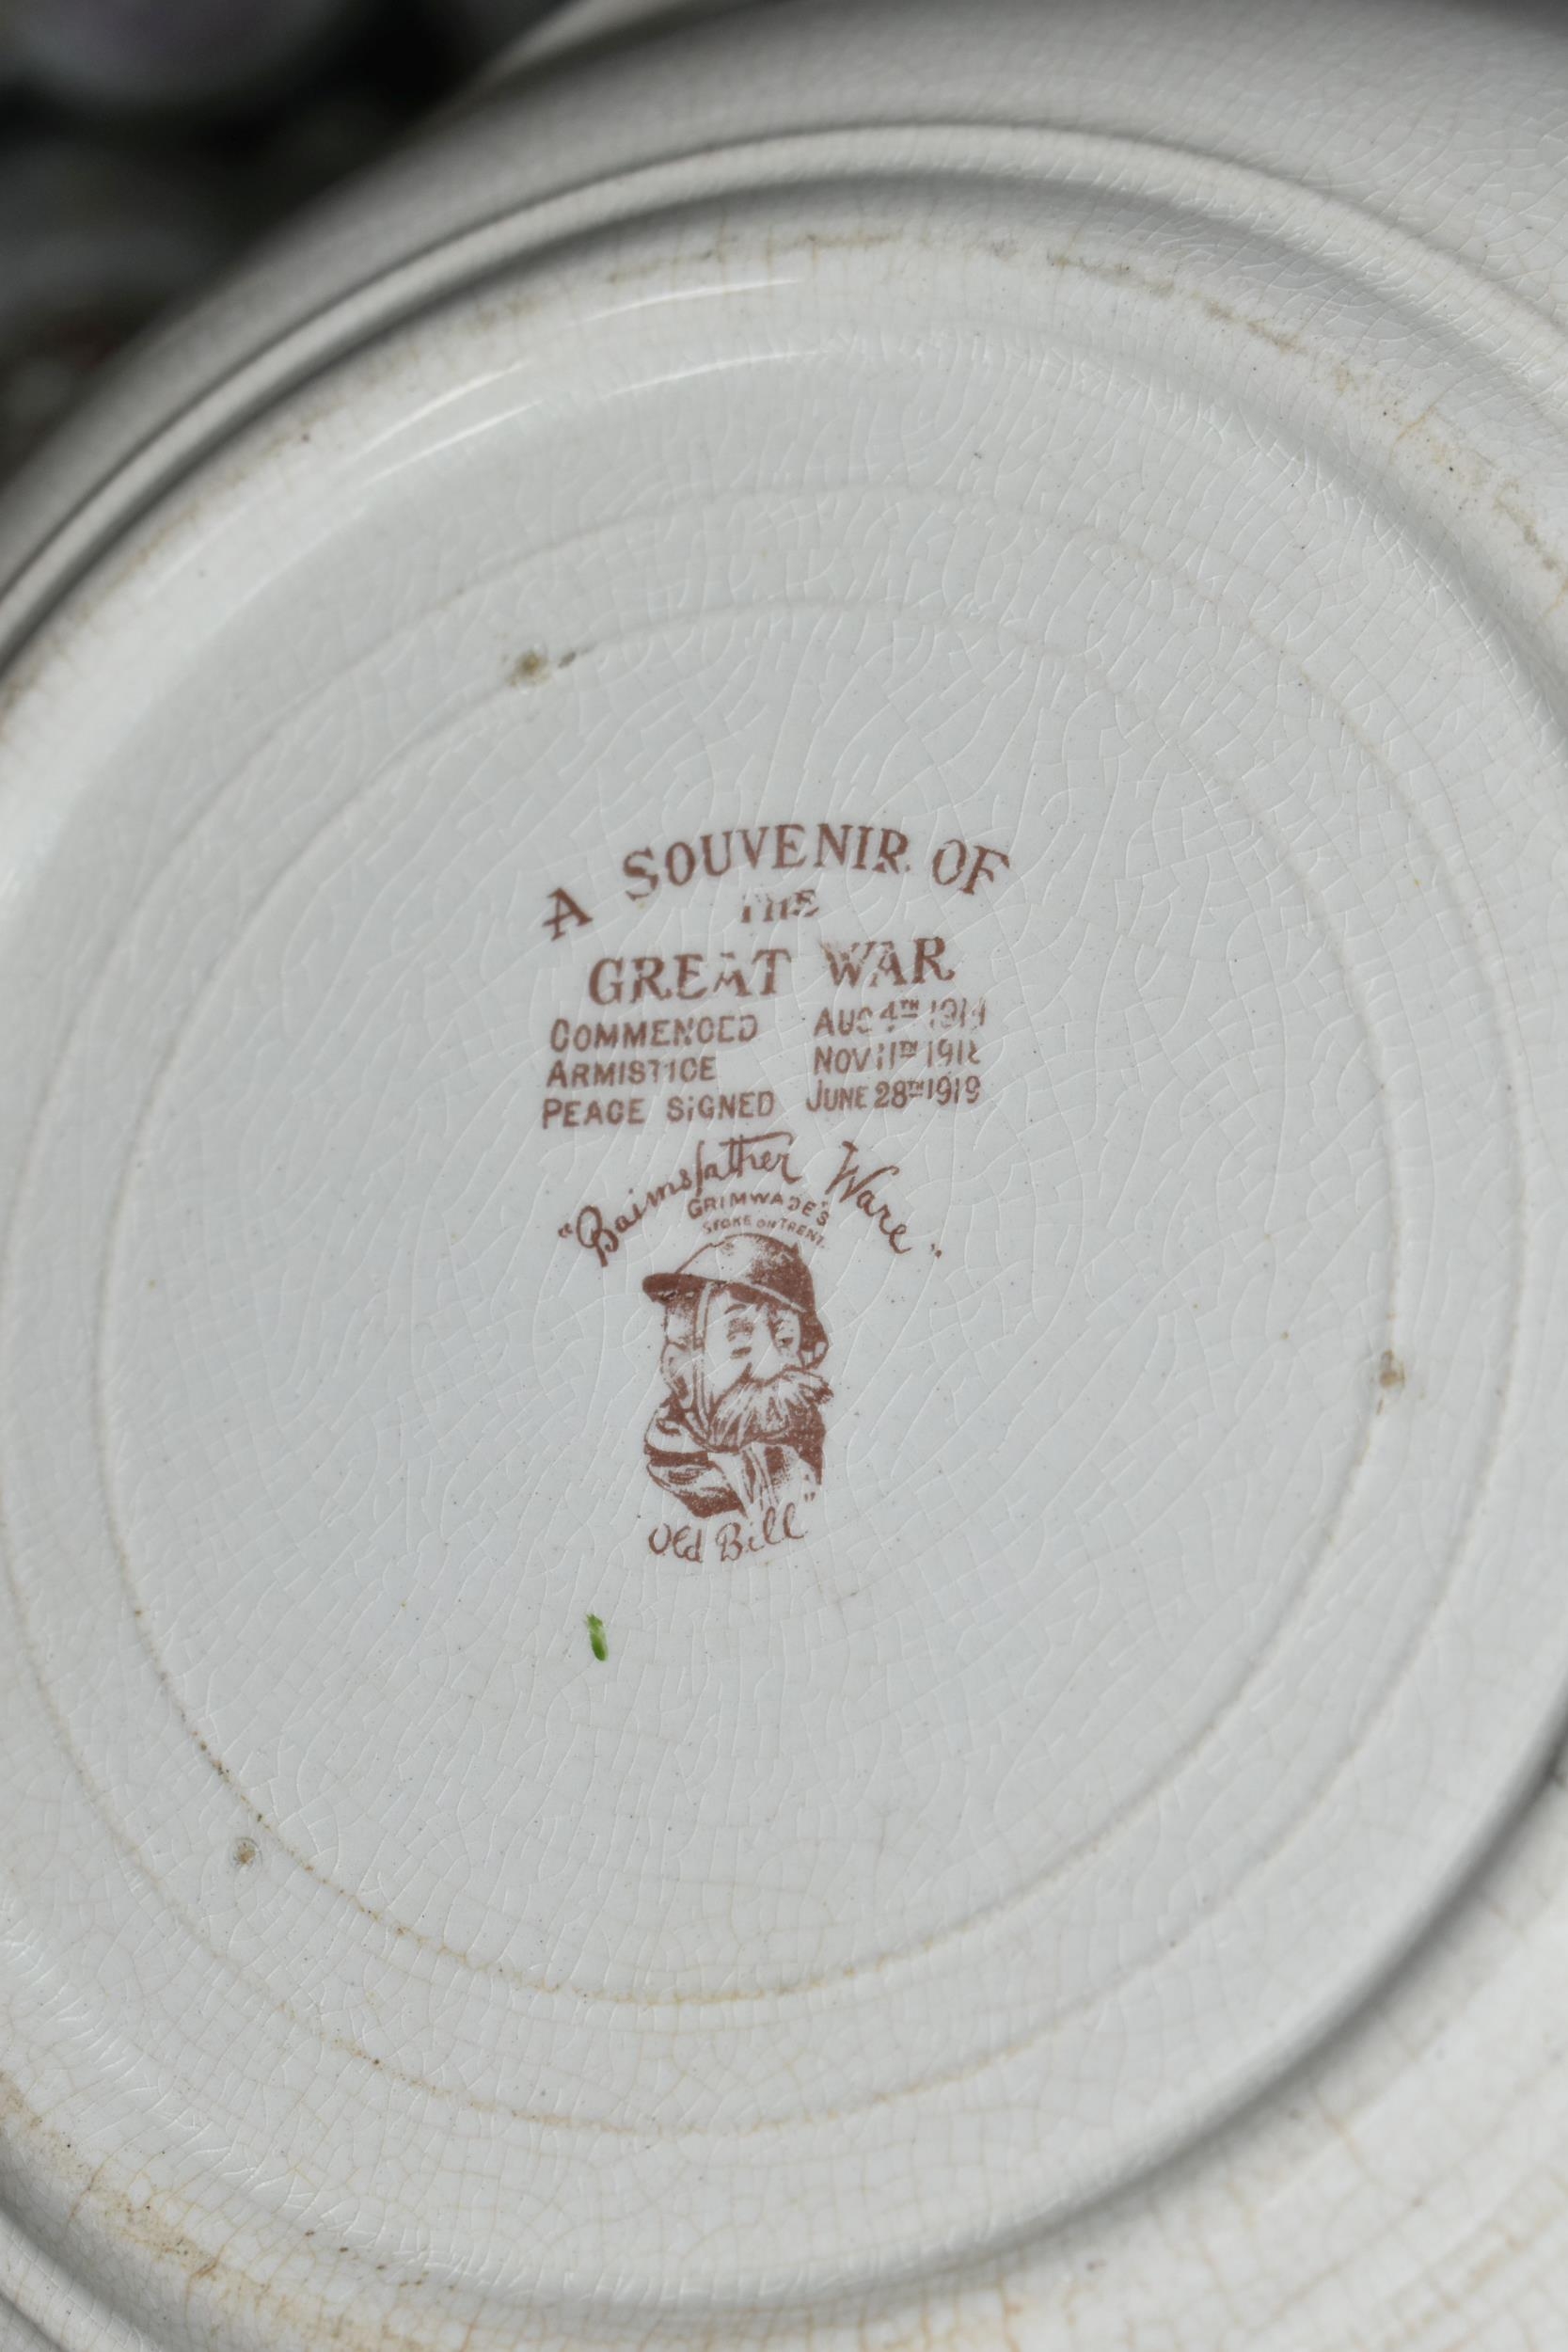 A SOUVENIR OF
THE
GREAT WAR
COMMENCED AUG 4TH 1914
ARMISTICE NOV 11TH 1918
PEACE SIGNED JUNE 28TH 1919
"Bairnsfather Ware"
GRIMWADES
STOKE ON TRENT.
Old Bill"